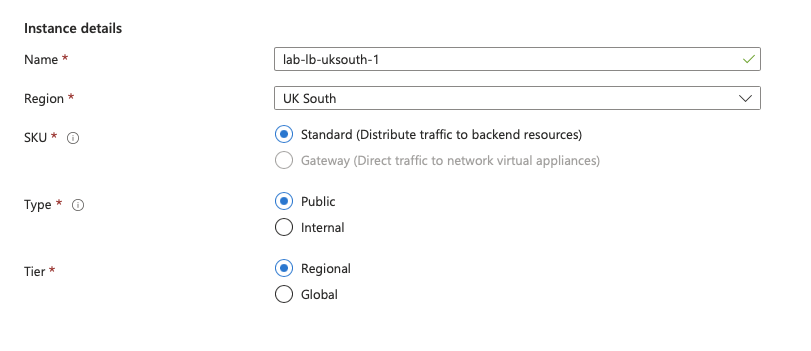 Instance details
Name *
lab-lb-uksouth-1
Region *
UK South
SKU *
Standard (Distribute traffic to backend resources)
Gateway (Direct traffic to network virtual appliances)
Type *
Public
Internal
Tier *
Regional
Global